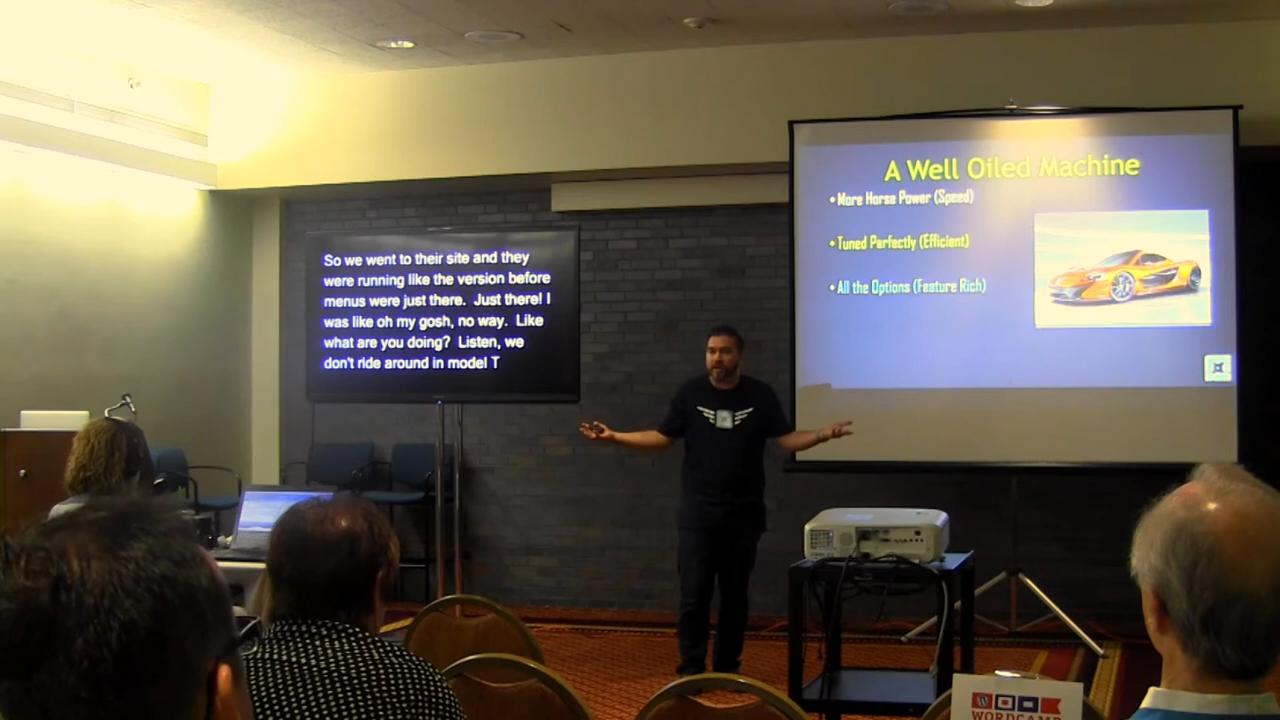 So we went to their site and they
were running like the version before
menus were just there.  Just there! I
was like oh my gosh, no way.  Like
what are you doing?  Listen, we
don't ride around in model T
A Well Oiled Machine
• More Horse Power (Speed)
• Tuned Perfectly (Efficient)
• All the Options (Feature Rich)
WORDCAMP